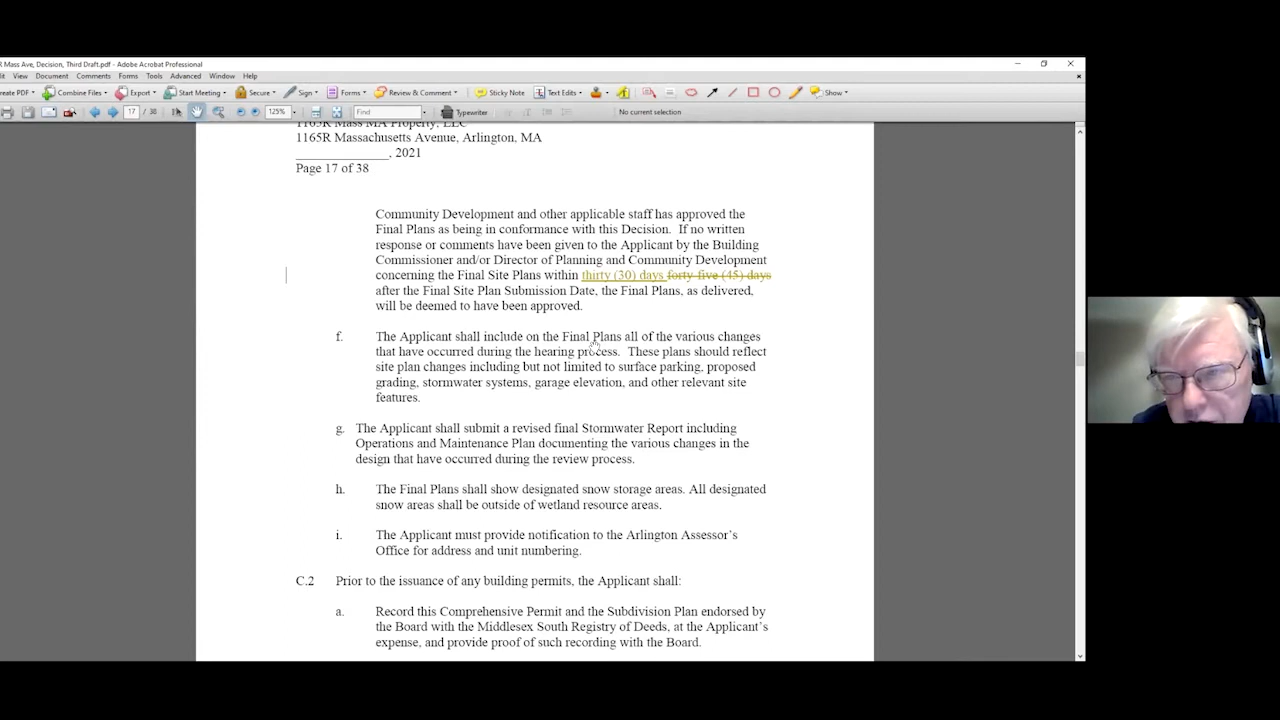 R Mass Ave, Decision, Third Draft.pdf - Adobe Acrobat Professional
it View Document Comments Forms Tools Advanced Window Help
reate PDF Combine Files Export Start Meeting Secure Sign Forms Review & Comment Sticky Note Text Edits Show
17 / 38 125% Find Typewriter No current selection
1165R Mass MA Property, LLC
1165R Massachusetts Avenue, Arlington, MA
______________, 2021
Page 17 of 38
Community Development and other applicable staff has approved the
Final Plans as being in conformance with this Decision. If no written
response or comments have been given to the Applicant by the Building
Commissioner and/or Director of Planning and Community Development
concerning the Final Site Plans within thirty (30) days forty-five (45) days
after the Final Site Plan Submission Date, the Final Plans, as delivered,
will be deemed to have been approved.
f. The Applicant shall include on the Final Plans all of the various changes
that have occurred during the hearing process. These plans should reflect
site plan changes including but not limited to surface parking, proposed
grading, stormwater systems, garage elevation, and other relevant site
features.
g. The Applicant shall submit a revised final Stormwater Report including
Operations and Maintenance Plan documenting the various changes in the
design that have occurred during the review process.
h. The Final Plans shall show designated snow storage areas. All designated
snow areas shall be outside of wetland resource areas.
i. The Applicant must provide notification to the Arlington Assessor's
Office for address and unit numbering.
C.2 Prior to the issuance of any building permits, the Applicant shall:
a. Record this Comprehensive Permit and the Subdivision Plan endorsed by
the Board with the Middlesex South Registry of Deeds, at the Applicant's
expense, and provide proof of such recording with the Board.